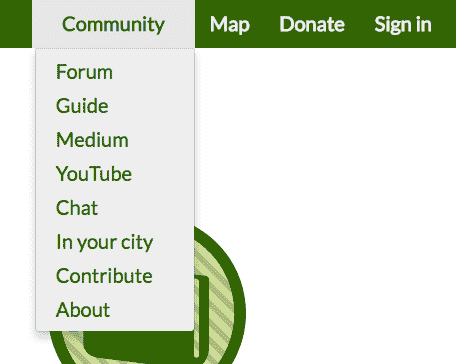 Community Map Donate Sign in
Forum
Guide
Medium
YouTube
Chat
In your city
Contribute
About